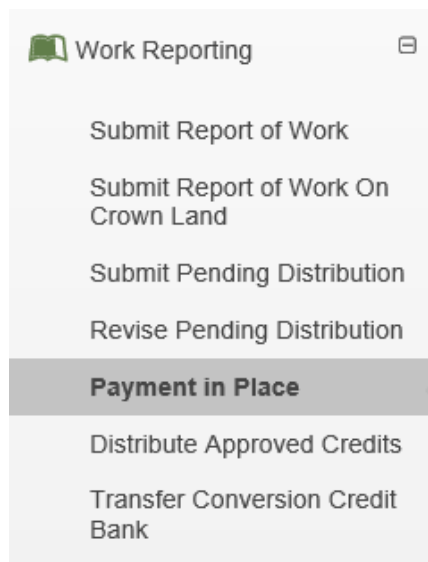 Work Reporting
Submit Report of Work
Submit Report of Work On
Crown Land
Submit Pending Distribution
Revise Pending Distribution
Payment in Place
Distribute Approved Credits
Transfer Conversion Credit
Bank